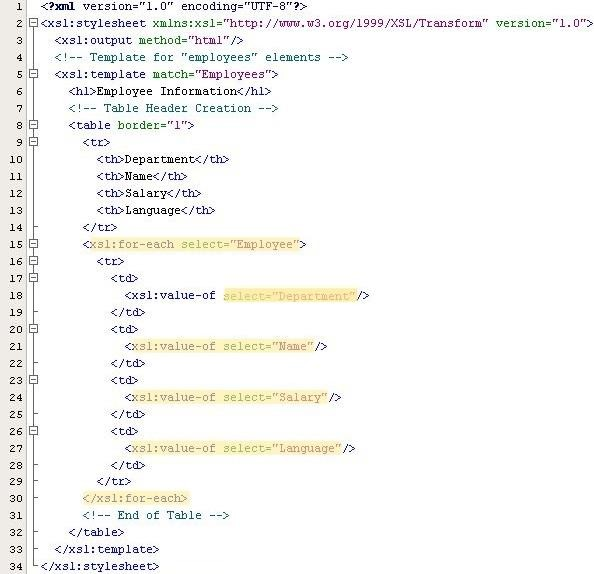 1 <?xml version="1.0" encoding="UTF-8"?>
2 <xsl:stylesheet xmlns:xsl="http://www.w3.org/1999/XSL/Transform" version="1.0">
3 <xsl:output method="html"/>
4 <!-- Template for "employees" elements -->
5 <xsl:template match="Employees">
6 <h1>Employee Information</h1>
7 <!-- Table Header Creation -->
8 <table border="1">
9 <tr>
10 <th>Department</th>
11 <th>Name</th>
12 <th>Salary</th>
13 <th>Language</th>
14 </tr>
15 <xsl:for-each select="Employee">
16 <tr>
17 <td>
18 <xsl:value-of select="Department"/>
19 </td>
20 <td>
21 <xsl:value-of select="Name"/>
22 </td>
23 <td>
24 <xsl:value-of select="Salary"/>
25 </td>
26 <td>
27 <xsl:value-of select="Language"/>
28 </td>
29 </tr>
30 </xsl:for-each>
31 <!-- End of Table -->
32 </table>
33 </xsl:template>
34 </xsl:stylesheet>